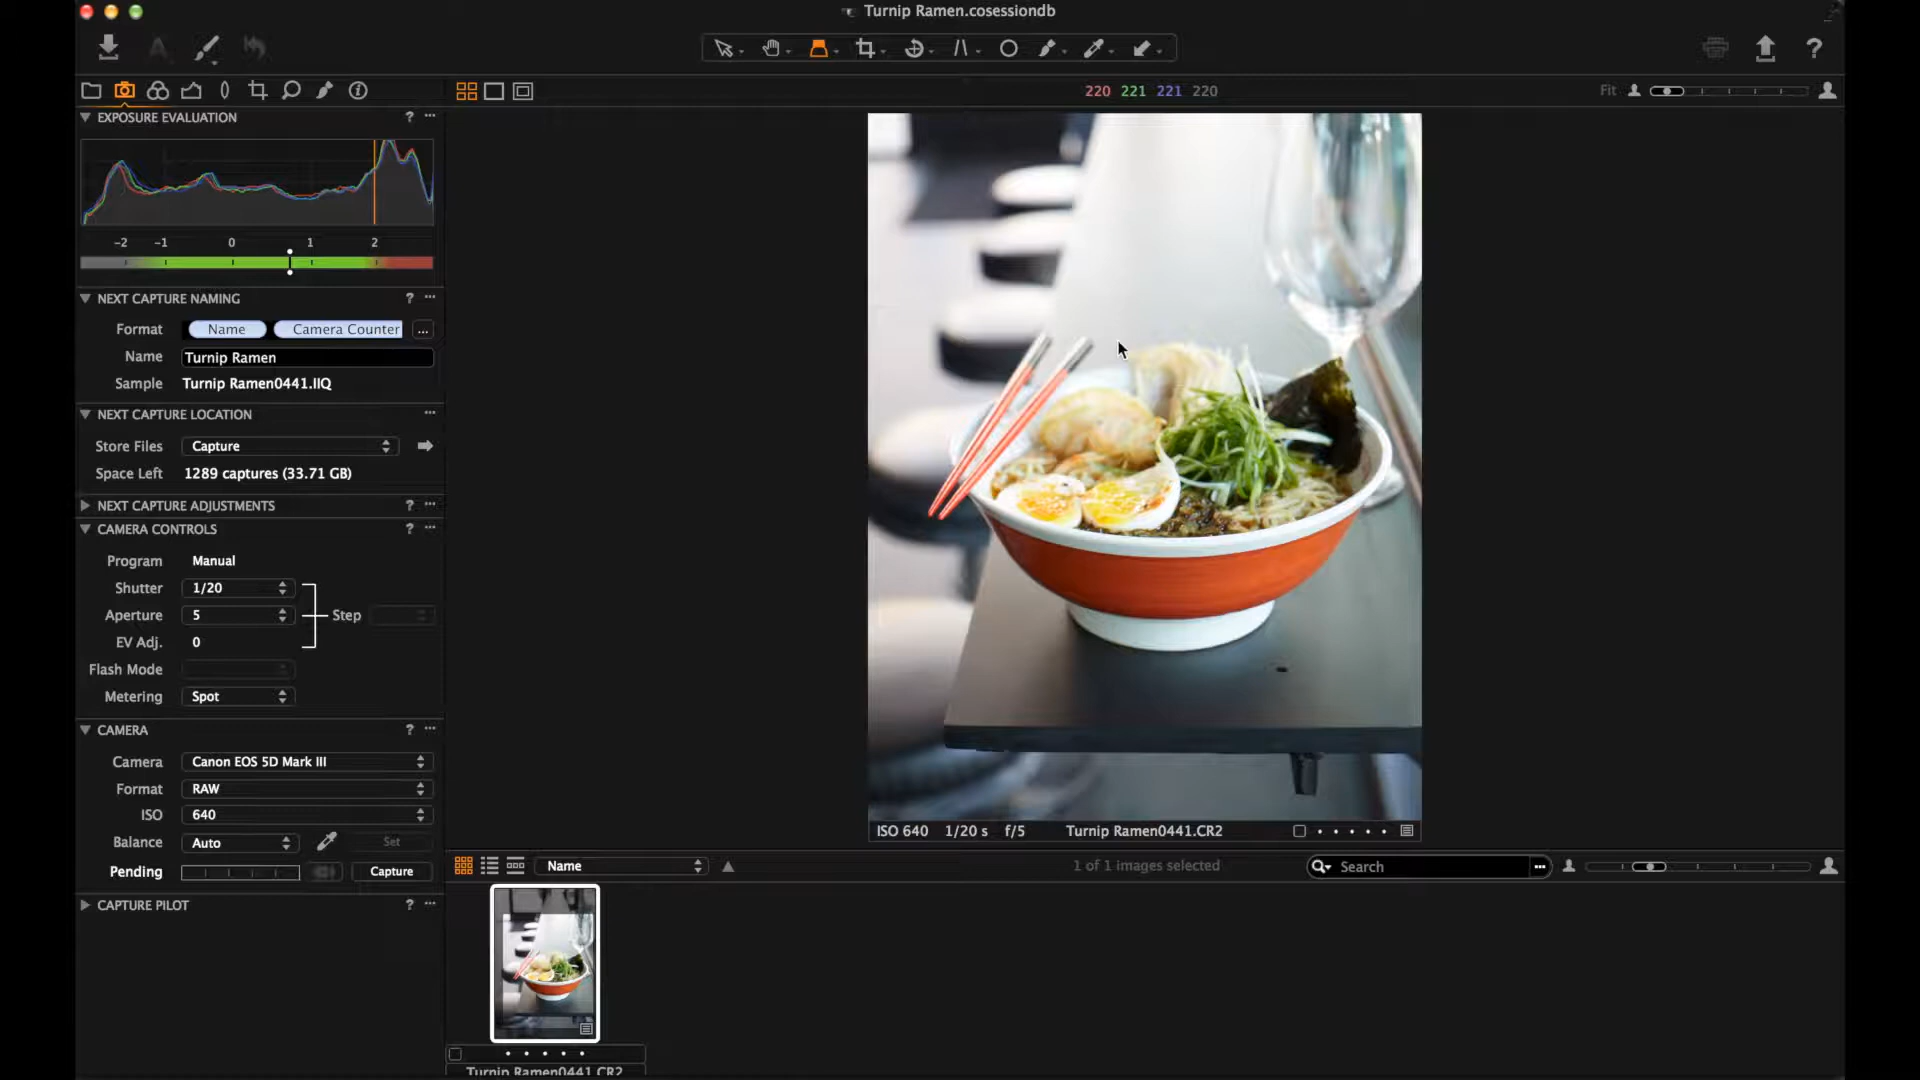 Turnip Ramen.cosessiondb
220 221 221 220
Fit
EXPOSURE EVALUATION ? ...
-2 -1 0 1 2
NEXT CAPTURE NAMING ? ...
Format Name Camera Counter ...
Name Turnip Ramen
Sample Turnip Ramen0441.IIQ
NEXT CAPTURE LOCATION ...
Store Files Capture
Space Left 1289 captures (33.71 GB)
NEXT CAPTURE ADJUSTMENTS ? ...
CAMERA CONTROLS ? ...
Program Manual
Shutter 1/20
Aperture 5 Step
EV Adj. 0
Flash Mode
Metering Spot
CAMERA ? ...
Camera Canon EOS 5D Mark III
Format RAW
ISO 640
Balance Auto Set
Pending Capture
CAPTURE PILOT ? ...
ISO 640 1/20 s f/5 Turnip Ramen0441.CR2
Name 1 of 1 images selected Search ...
Turnip Ramen0441.CR2